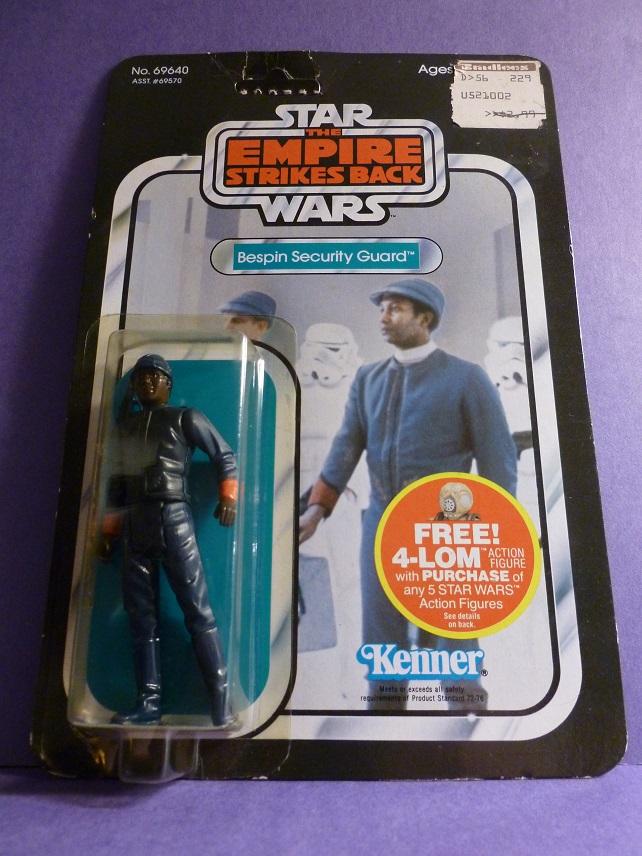 No. 69640
ASST. #69570
Ages
Bradlees
D>56 229
US21002
STAR
THE
EMPIRE
STRIKES BACK
WARS™
Bespin Security Guard™
FREE!
4-LOM™ ACTION FIGURE
with PURCHASE of
any 5 STAR WARS™
Action Figures
See details
on back.
Kenner®
Meets or exceeds all safety
requirements of Product Standard 72-76